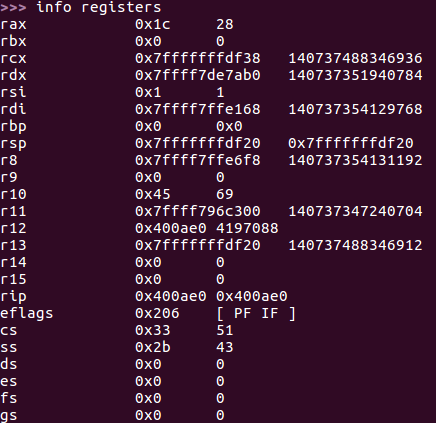 >>> info registers
rax 0x1c 28
rbx 0x0 0
rcx 0x7fffffffdf38 140737488346936
rdx 0x7ffff7de7ab0 140737351940784
rsi 0x1 1
rdi 0x7ffff7ffe168 140737354129768
rbp 0x0 0x0
rsp 0x7fffffffdf20 0x7fffffffdf20
r8 0x7ffff7ffe6f8 140737354131192
r9 0x0 0
r10 0x45 69
r11 0x7ffff796c300 140737347240704
r12 0x400ae0 4197088
r13 0x7fffffffdf20 140737488346912
r14 0x0 0
r15 0x0 0
rip 0x400ae0 0x400ae0
eflags 0x206 [ PF IF ]
cs 0x33 51
ss 0x2b 43
ds 0x0 0
es 0x0 0
fs 0x0 0
gs 0x0 0